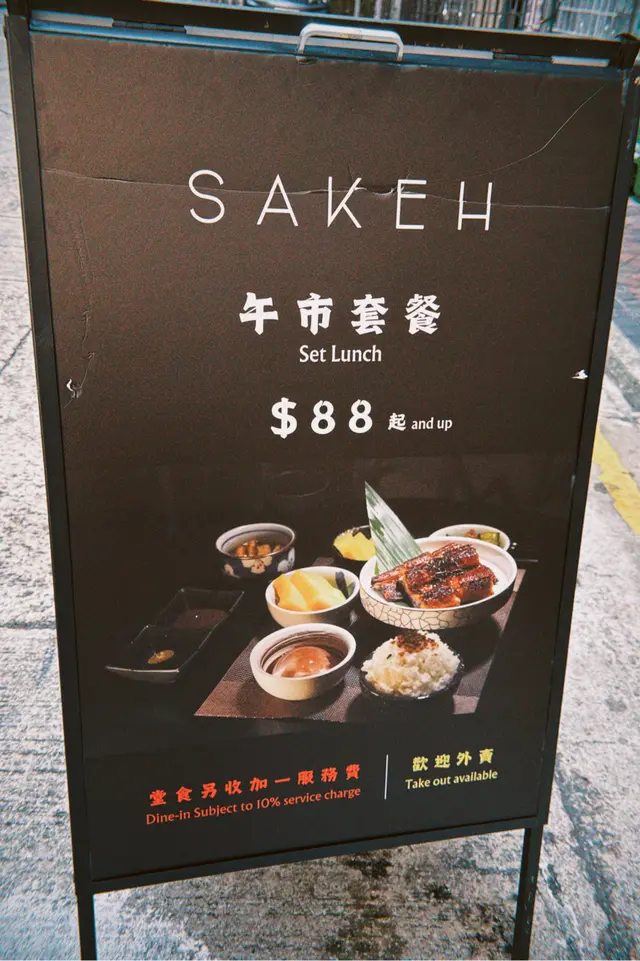 SAKEH
午市套餐
Set Lunch
$88 起 and up
堂食另收加一服務費
Dine-in Subject to 10% service charge
歡迎外賣
Take out available